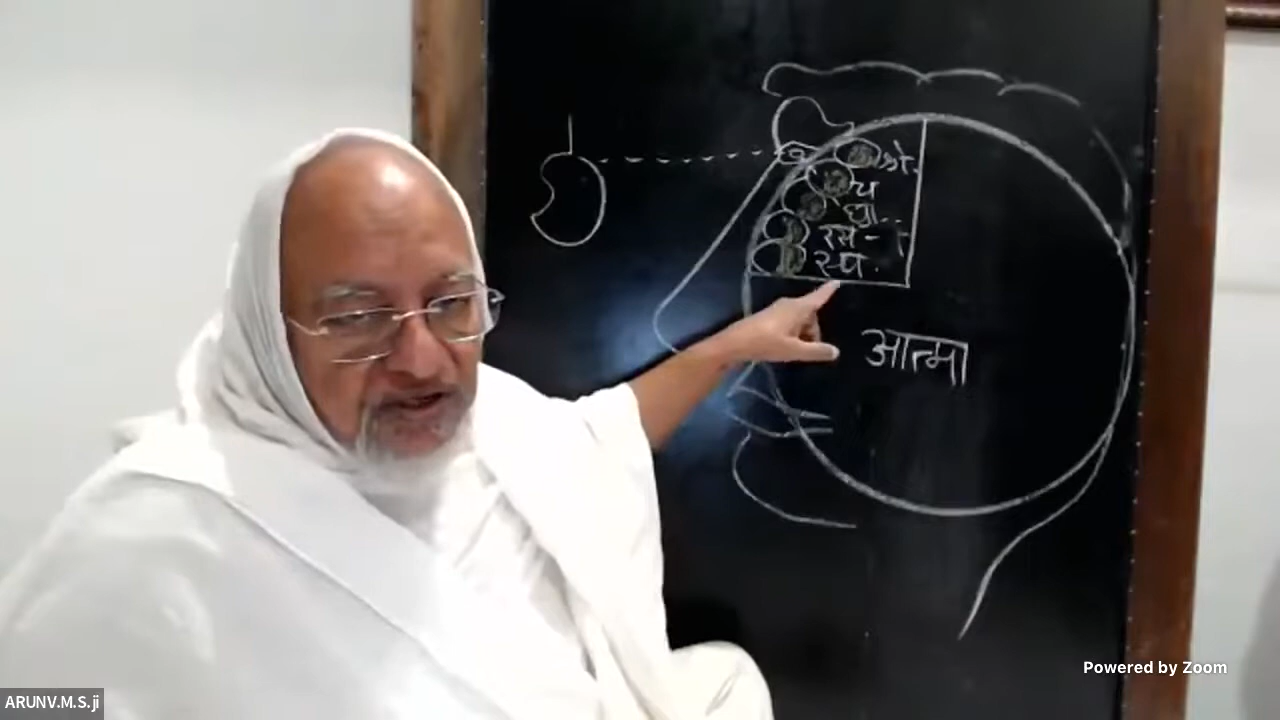 श्रो.
च
घ्रा..
रस -
स्प.
आत्मा
Powered by Zoom
ARUNV.M.S.ji